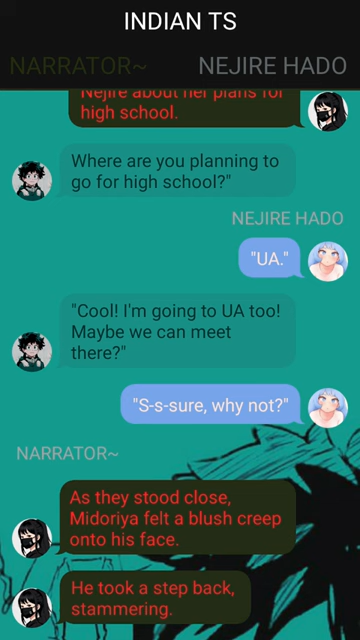 INDIAN TS
NARRATOR~
NEJIRE HADO
Nejire about her plans for
high school.
Where are you planning to
go for high school?"
NEJIRE HADO
"UA."
"Cool! I'm going to UA too!
Maybe we can meet
there?"
"S-s-sure, why not?"
NARRATOR~
As they stood close,
Midoriya felt a blush creep
onto his face.
He took a step back,
stammering.